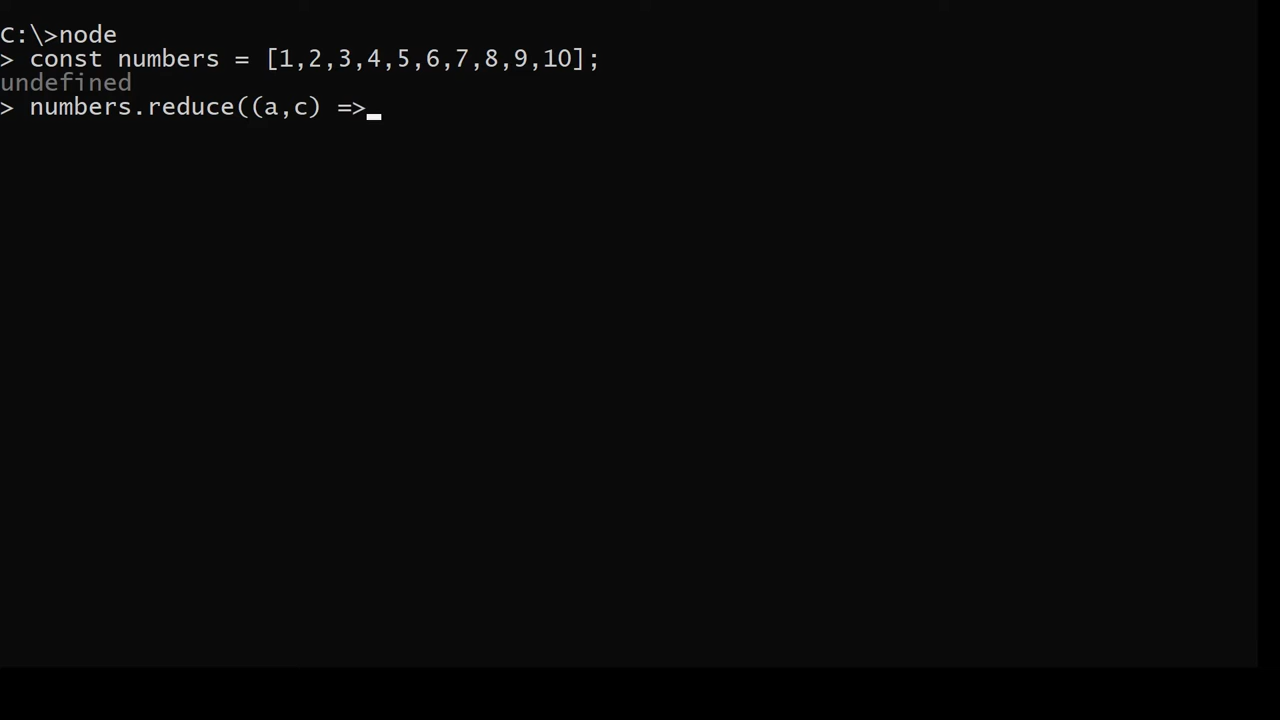 C:\>node
> const numbers = [1,2,3,4,5,6,7,8,9,10];
undefined
> numbers.reduce((a,c) =>